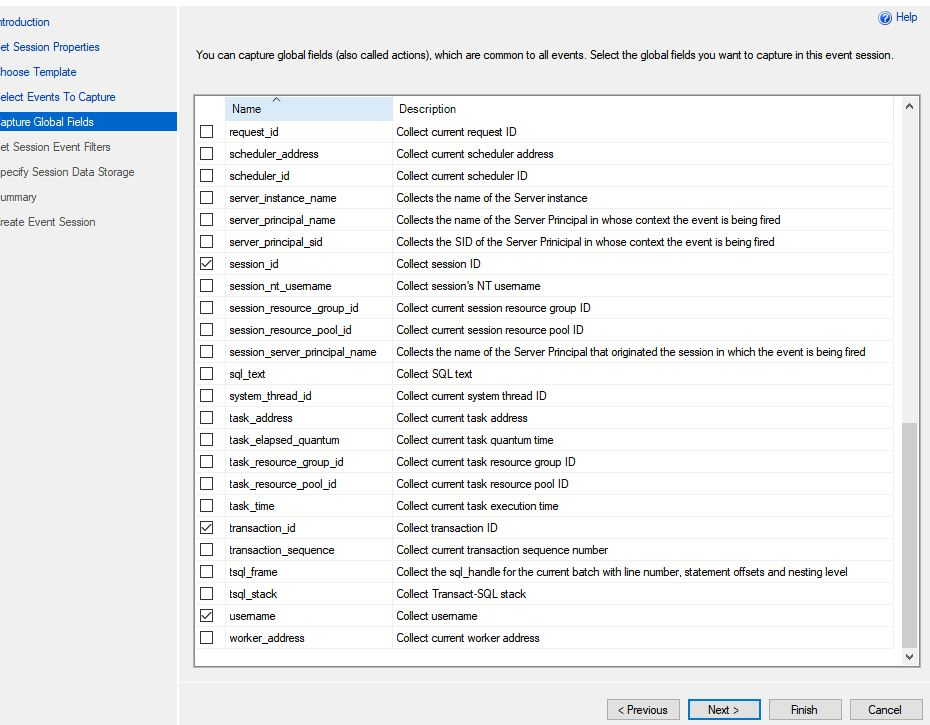 ntroduction
et Session Properties
hoose Template
elect Events To Capture
apture Global Fields
et Session Event Filters
pecify Session Data Storage
ummary
reate Event Session
Help
You can capture global fields (also called actions), which are common to all events. Select the global fields you want to capture in this event session.
Name Description
request_id Collect current request ID
scheduler_address Collect current scheduler address
scheduler_id Collect current scheduler ID
server_instance_name Collects the name of the Server instance
server_principal_name Collects the name of the Server Principal in whose context the event is being fired
server_principal_sid Collects the SID of the Server Prinicipal in whose context the event is being fired
session_id Collect session ID
session_nt_username Collect session's NT username
session_resource_group_id Collect current session resource group ID
session_resource_pool_id Collect current session resource pool ID
session_server_principal_name Collects the name of the Server Principal that originated the session in which the event is being fired
sql_text Collect SQL text
system_thread_id Collect current system thread ID
task_address Collect current task address
task_elapsed_quantum Collect current task quantum time
task_resource_group_id Collect current task resource group ID
task_resource_pool_id Collect current task resource pool ID
task_time Collect current task execution time
transaction_id Collect transaction ID
transaction_sequence Collect current transaction sequence number
tsql_frame Collect the sql_handle for the current batch with line number, statement offsets and nesting level
tsql_stack Collect Transact-SQL stack
username Collect username
worker_address Collect current worker address
< Previous Next > Finish Cancel